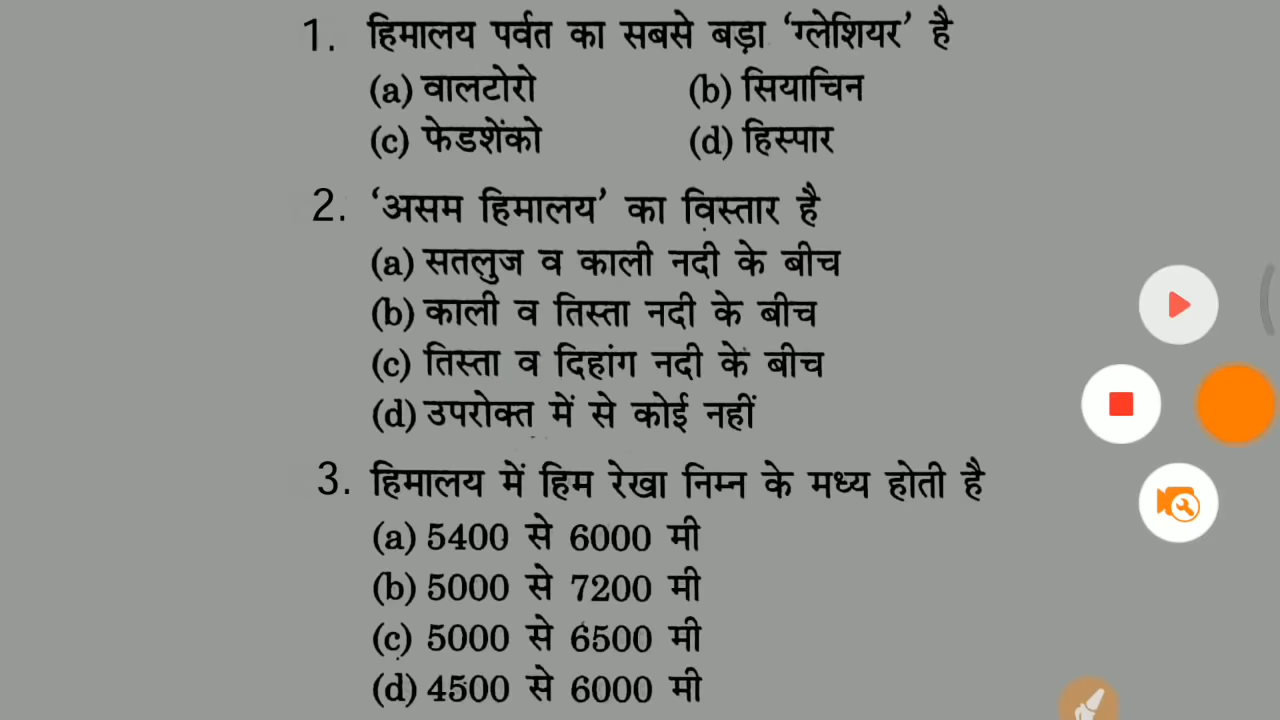 1. हिमालय पर्वत का सबसे बड़ा ‘ग्लेशियर’ है
(a) वालटोरो (b) सियाचिन
(c) फेडशेंको (d) हिस्पार
2. ‘असम हिमालय’ का विस्तार है
(a) सतलुज व काली नदी के बीच
(b) काली व तिस्ता नदी के बीच
(c) तिस्ता व दिहांग नदी के बीच
(d) उपरोक्त में से कोई नहीं
3. हिमालय में हिम रेखा निम्न के मध्य होती है
(a) 5400 से 6000 मी
(b) 5000 से 7200 मी
(c) 5000 से 6500 मी
(d) 4500 से 6000 मी